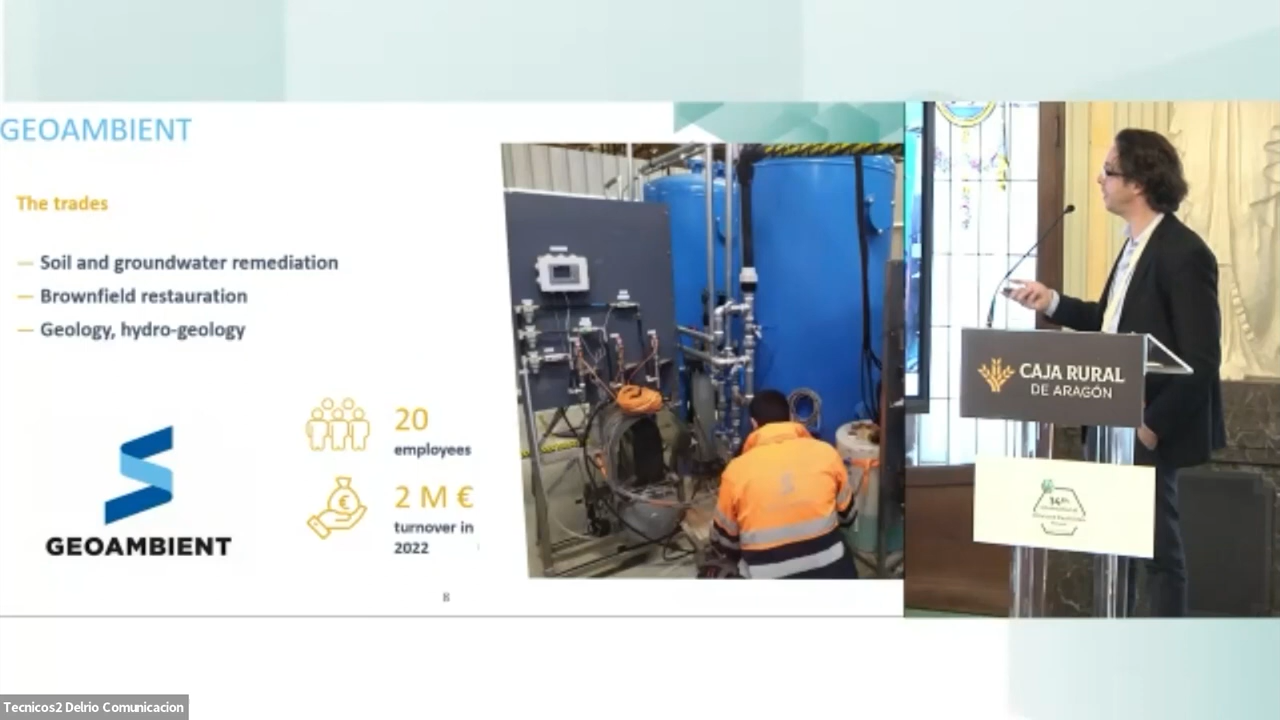 GEOAMBIENT
The trades
— Soil and groundwater remediation
— Brownfield restauration
— Geology, hydro-geology
20
employees
2 M €
turnover in
2022
GEOAMBIENT
8
CAJA RURAL
DE ARAGÓN
Tecnicos2 Delrio Comunicacion